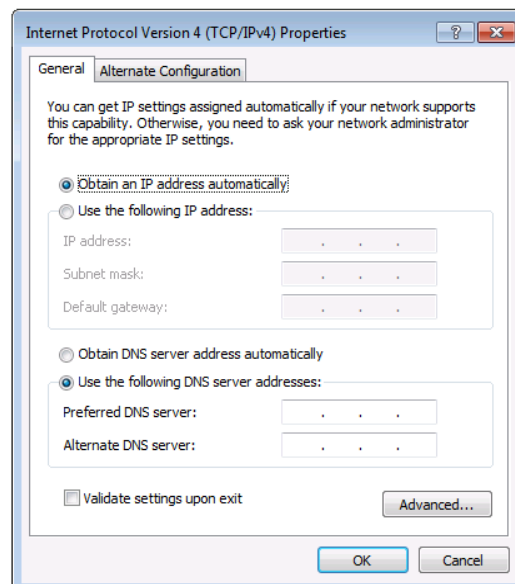 Internet Protocol Version 4 (TCP/IPv4) Properties
General Alternate Configuration
You can get IP settings assigned automatically if your network supports
this capability. Otherwise, you need to ask your network administrator
for the appropriate IP settings.
Obtain an IP address automatically
Use the following IP address:
IP address: . . .
Subnet mask: . . .
Default gateway: . . .
Obtain DNS server address automatically
Use the following DNS server addresses:
Preferred DNS server: . . .
Alternate DNS server: . . .
Validate settings upon exit
Advanced...
OK Cancel